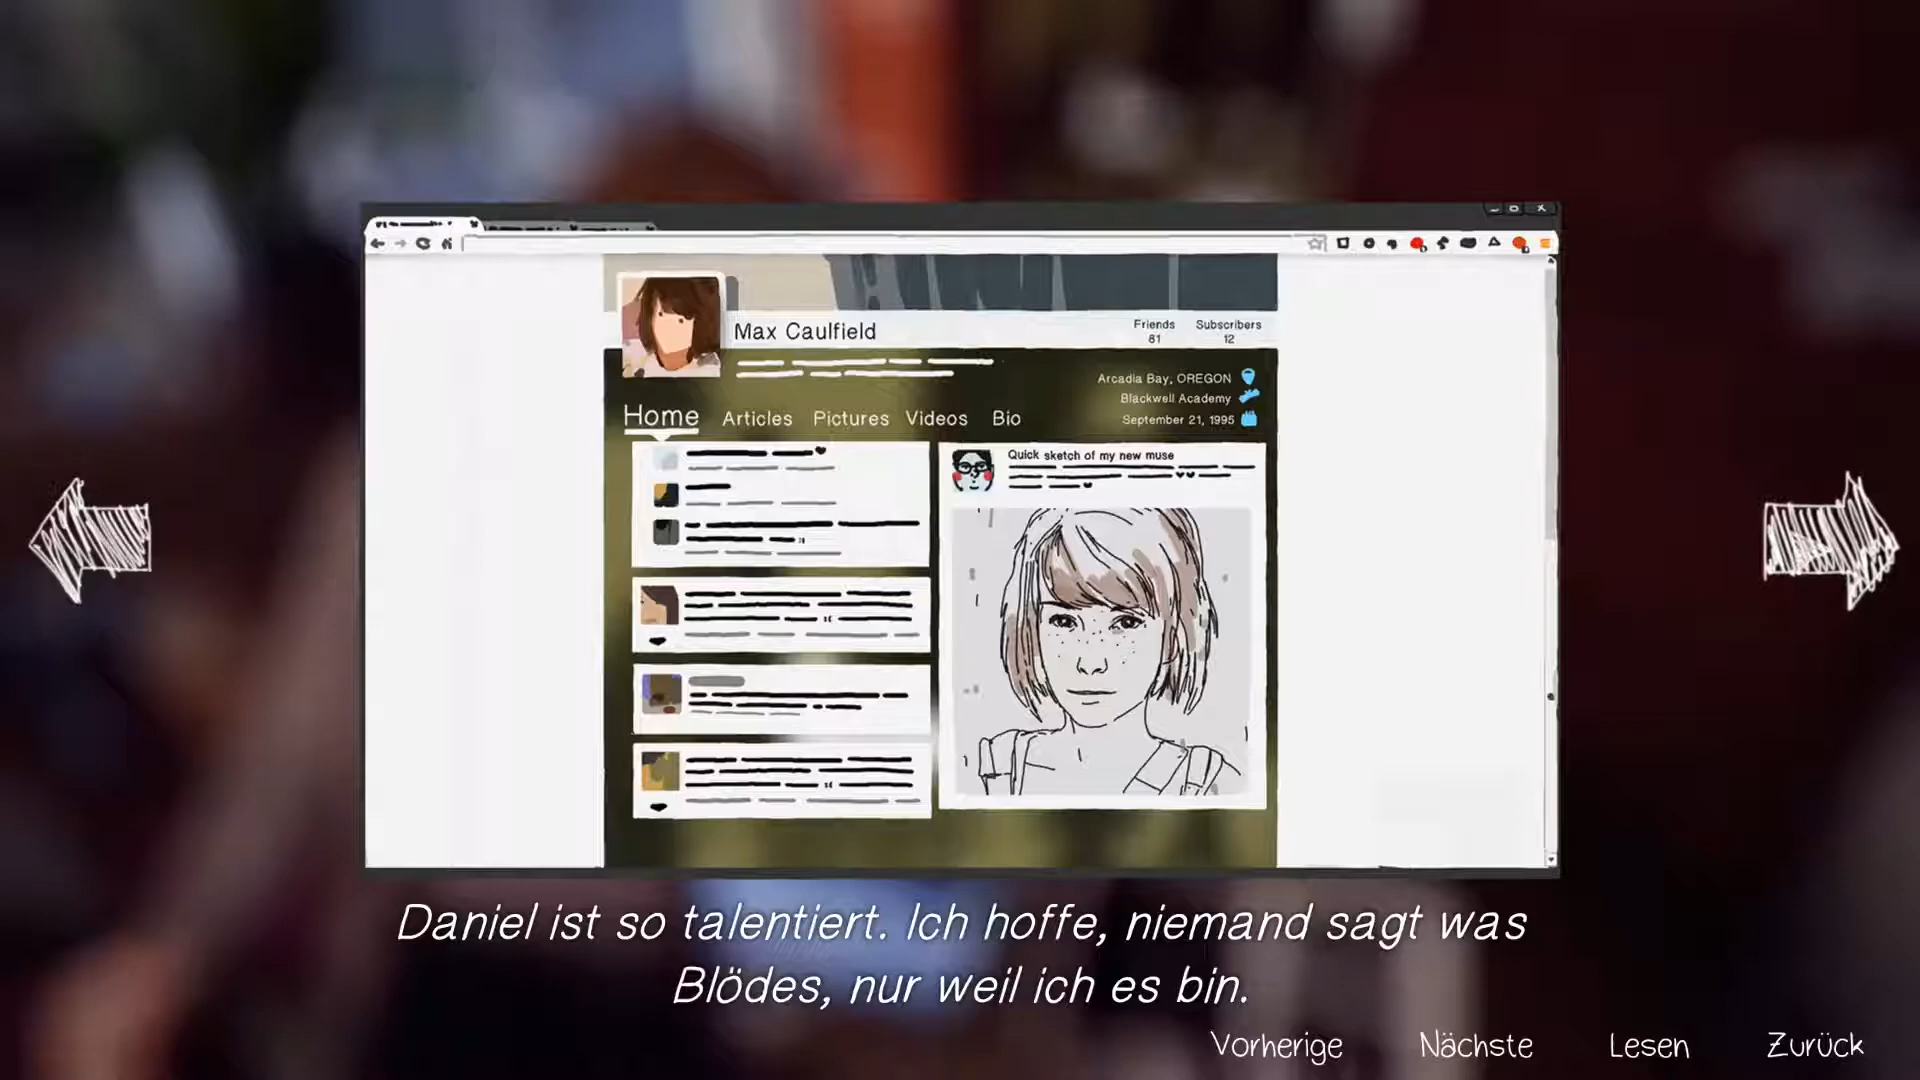 Max Caulfield
Friends
81
Subscribers
12
Arcadia Bay, OREGON
Blackwell Academy
September 21, 1995
Home
Articles
Pictures
Videos
Bio
Quick sketch of my new muse
Daniel ist so talentiert. Ich hoffe, niemand sagt was
Blödes, nur weil ich es bin.
Vorherige
Nächste
Lesen
Zurück